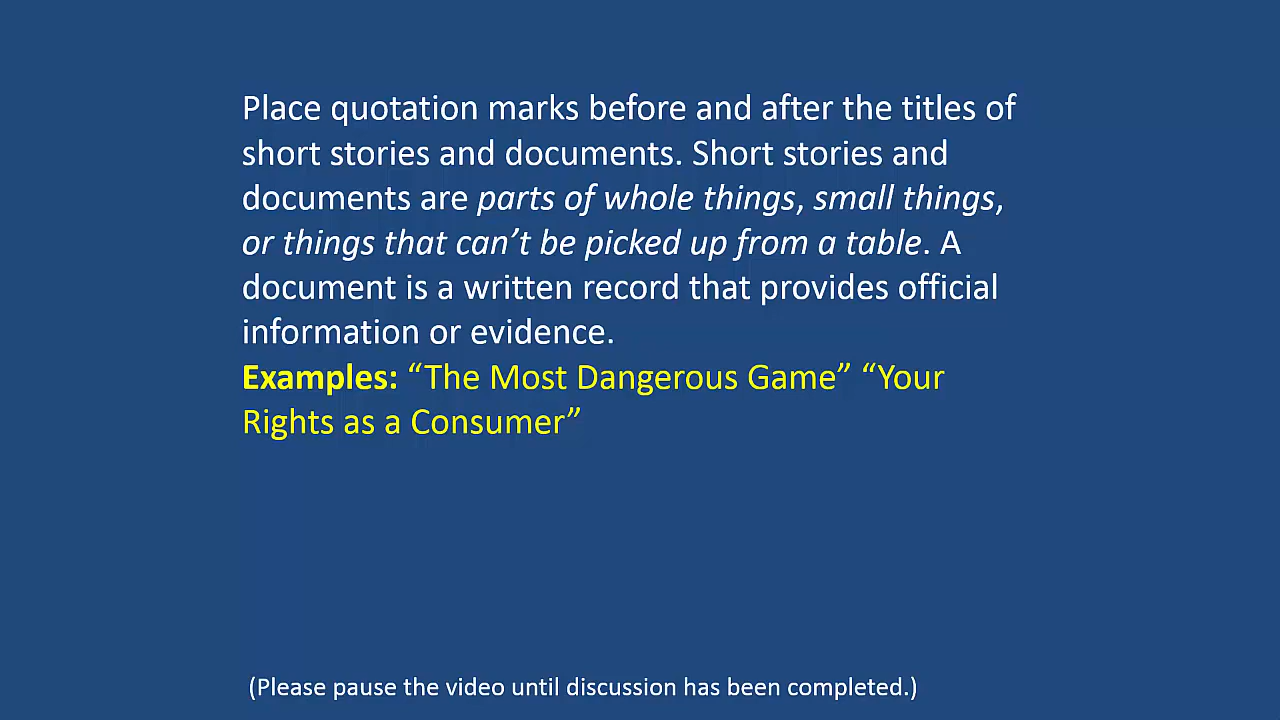 Place quotation marks before and after the titles of
short stories and documents. Short stories and
documents are parts of whole things, small things,
or things that can’t be picked up from a table. A
document is a written record that provides official
information or evidence.
Examples: “The Most Dangerous Game” “Your
Rights as a Consumer”
(Please pause the video until discussion has been completed.)